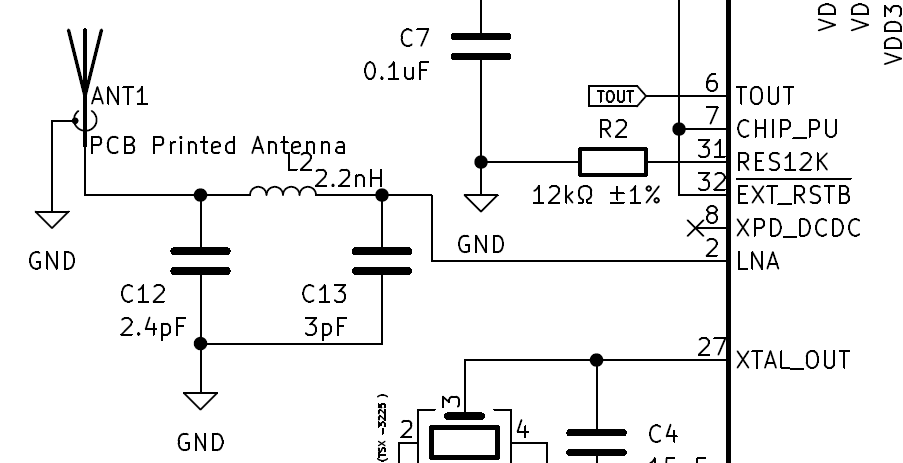 VD
VD
VDD3
C7
0.1uF
ANT1
PCB Printed Antenna
L2
2.2nH
TOUT
6 TOUT
7 CHIP_PU
R2
31 RES12K
12kΩ ±1%
32 EXT_RSTB
8 XPD_DCDC
GND
2 LNA
GND
C12
2.4pF
C13
3pF
27 XTAL_OUT
GND
(TSX -3225 )
3
2
4
C4